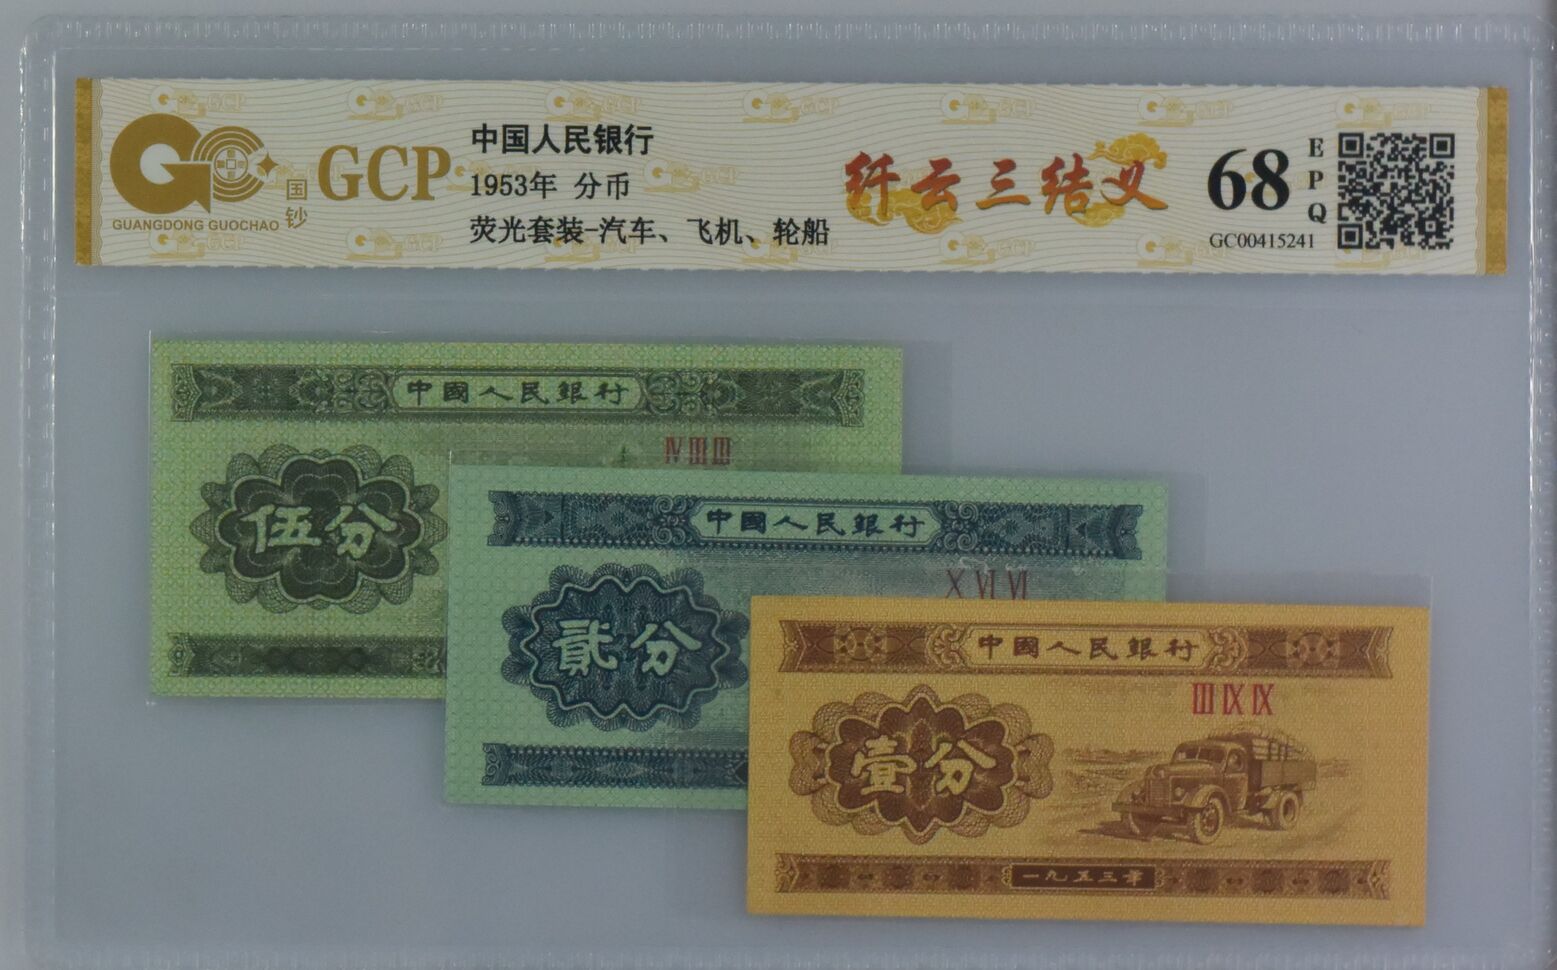 GUANGDONG GUOCHAO
国钞
GCP
中国人民银行
1953年 分币
荧光套装-汽车、飞机、轮船
纤云三结义
68
EPQ
GC00415241
中國人民銀行
ⅣⅢⅢ
伍分
中國人民銀行
Ⅹ Ⅵ Ⅵ
貳分
中國人民銀行
Ⅲ Ⅸ Ⅸ
壹分
一九五三年